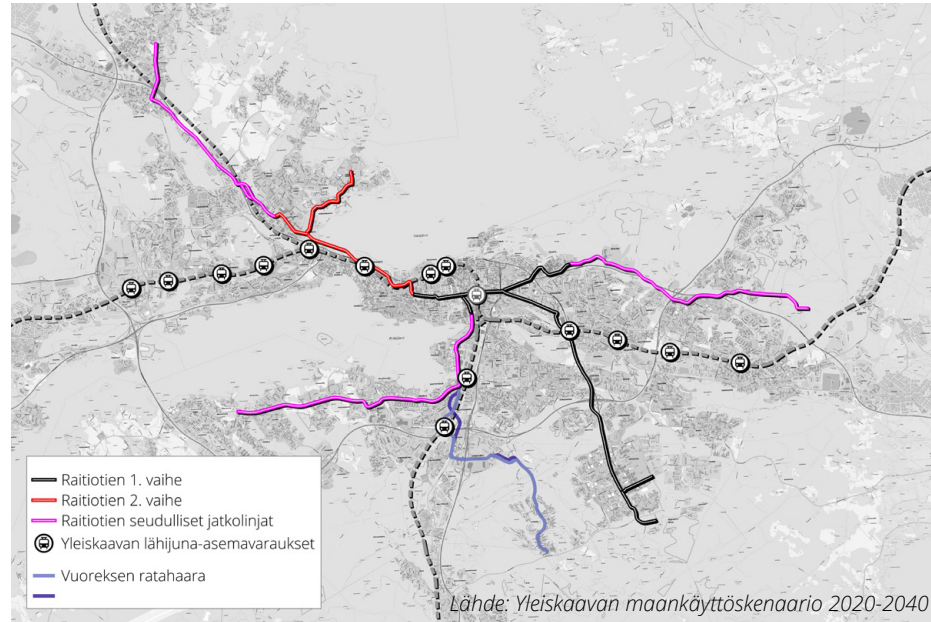 Raitiotien 1. vaihe
Raitiotien 2. vaihe
Raitiotien seudulliset jatkolinjat
Yleiskaavan lähijuna-asemavaraukset
Vuoreksen ratahaara
Lähde: Yleiskaavan maankäyttöskenaario 2020-2040